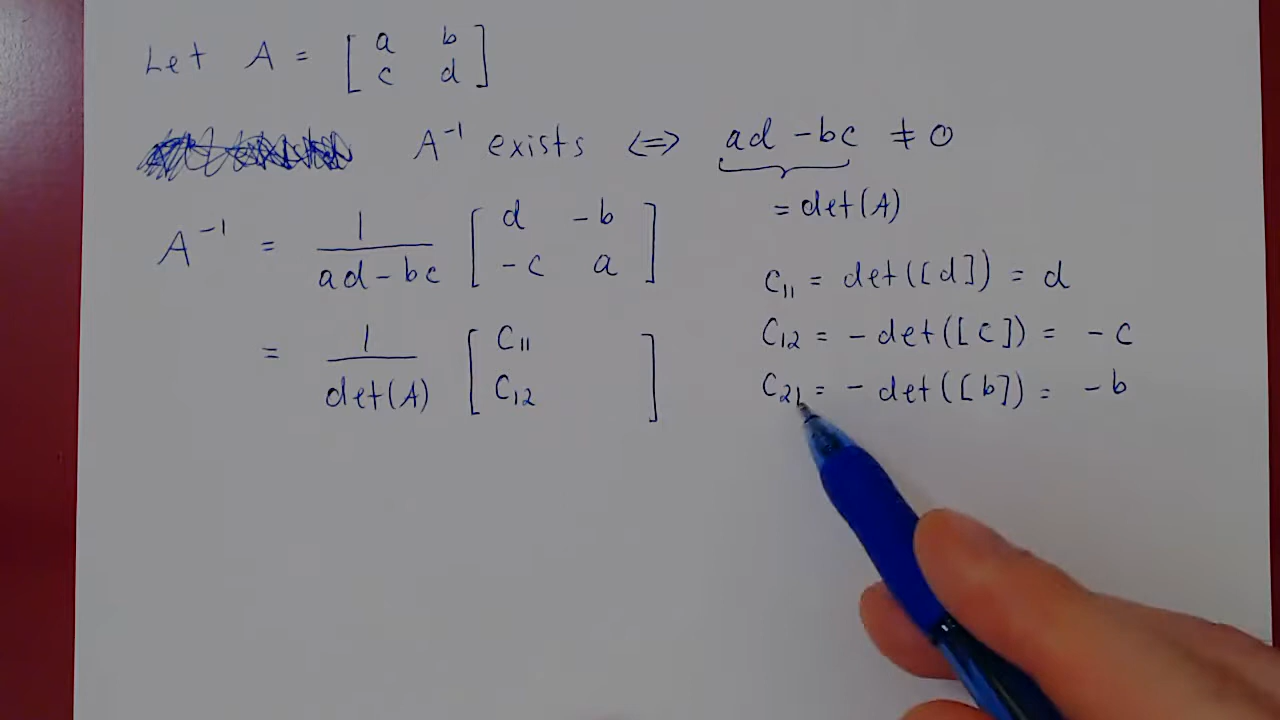 Let A = [ a b
c d ]
A⁻¹ exists ⟺ ad - bc ≠ 0
= det(A)
A⁻¹ = 1 / (ad - bc) [ d -b
-c a ]
= 1 / det(A) [ C₁₁
C₁₂ ]
C₁₁ = det([d]) = d
C₁₂ = - det([c]) = - c
C₂₁ = - det([b]) = - b